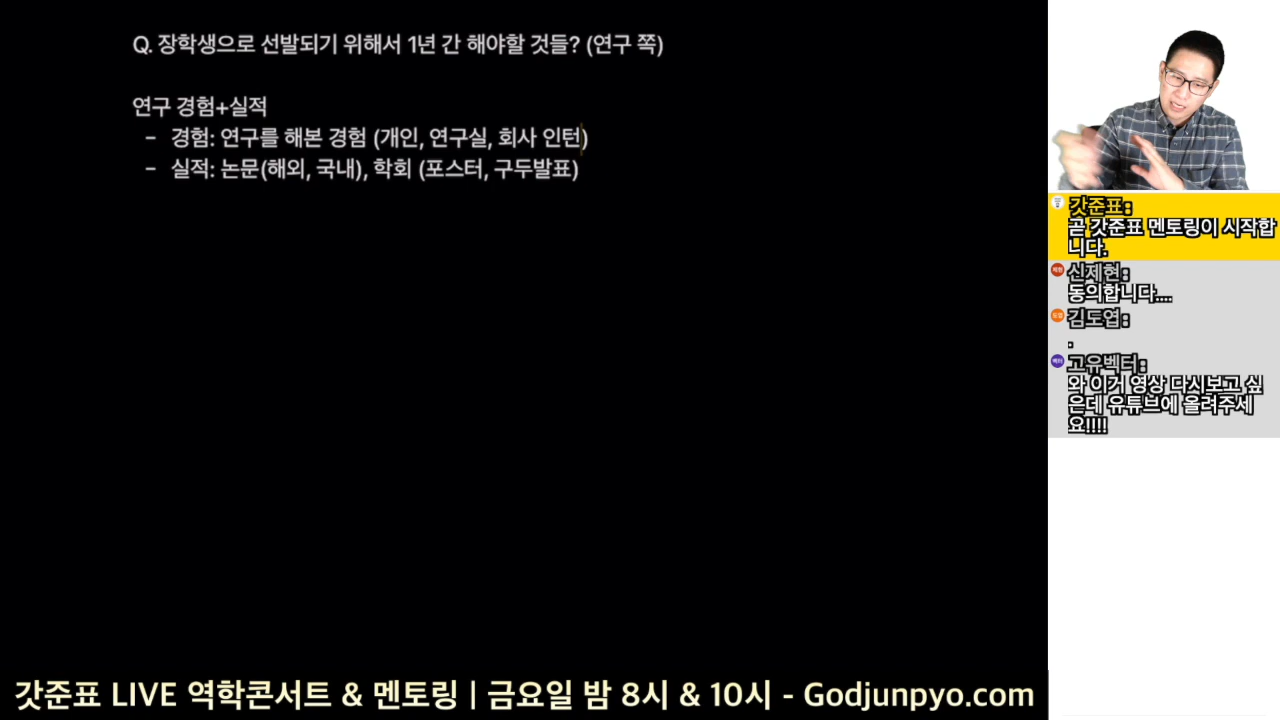 Q. 장학생으로 선발되기 위해서 1년 간 해야할 것들? (연구 쪽)
연구 경험+실적
- 경험: 연구를 해본 경험 (개인, 연구실, 회사 인턴)
- 실적: 논문(해외, 국내), 학회 (포스터, 구두발표)
갓준표:
곧 갓준표 멘토링이 시작합
니다.
신제현:
동의합니다....
김도엽:
.
고유벡터:
와 이거 영상 다시보고 싶
은데 유튜브에 올려주세
요!!!!
갓준표 LIVE 역학콘서트 & 멘토링 | 금요일 밤 8시 & 10시 - Godjunpyo.com